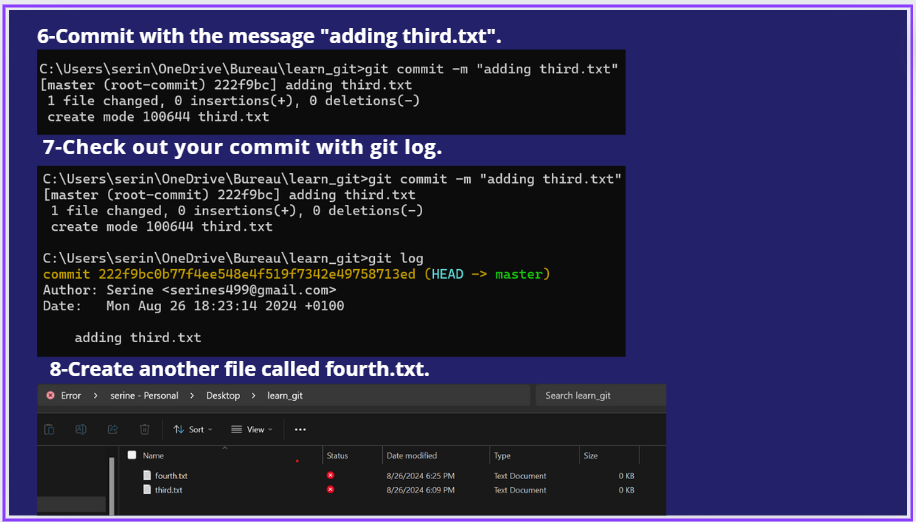 6-Commit with the message "adding third.txt".
C:\Users\serin\OneDrive\Bureau\learn_git>git commit -m "adding third.txt"
[master (root-commit) 222f9bc] adding third.txt
1 file changed, 0 insertions(+), 0 deletions(-)
create mode 100644 third.txt
7-Check out your commit with git log.
C:\Users\serin\OneDrive\Bureau\learn_git>git commit -m "adding third.txt"
[master (root-commit) 222f9bc] adding third.txt
1 file changed, 0 insertions(+), 0 deletions(-)
create mode 100644 third.txt
C:\Users\serin\OneDrive\Bureau\learn_git>git log
commit 222f9bc0b77f4ee548e4f519f7342e49758713ed (HEAD -> master)
Author: Serine <serines499@gmail.com>
Date: Mon Aug 26 18:23:14 2024 +0100
adding third.txt
8-Create another file called fourth.txt.
Error > serine - Personal > Desktop > learn_git Search learn_git
Sort View ...
Name Status Date modified Type Size
fourth.txt 8/26/2024 6:25 PM Text Document 0 KB
third.txt 8/26/2024 6:09 PM Text Document 0 KB